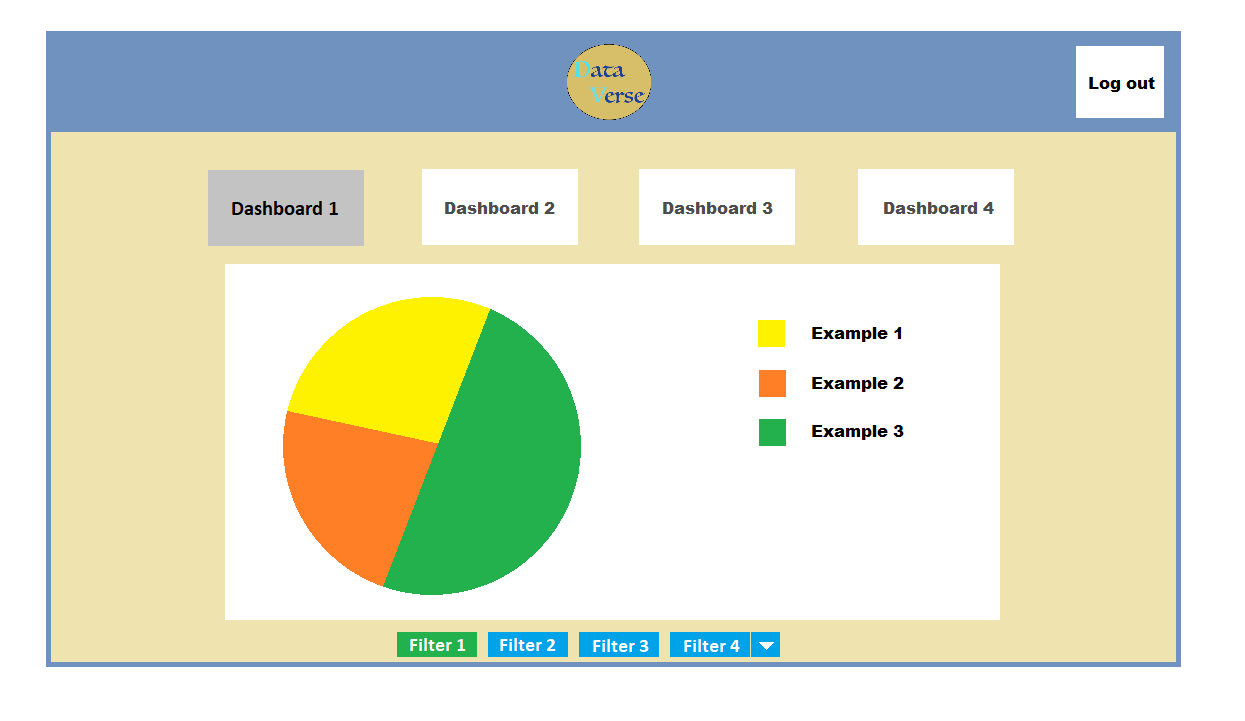 Data
Verse
Log out
Dashboard 1
Dashboard 2
Dashboard 3
Dashboard 4
Example 1
Example 2
Example 3
Filter 1
Filter 2
Filter 3
Filter 4